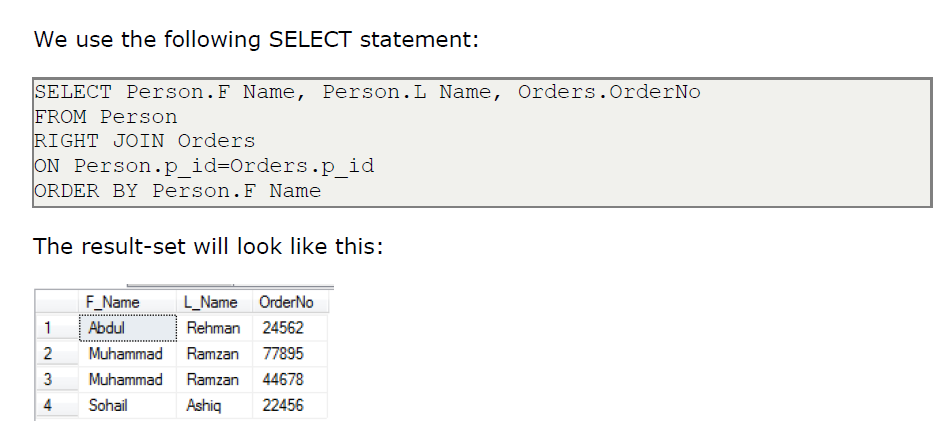 We use the following SELECT statement:
SELECT Person.F Name, Person.L Name, Orders.OrderNo
FROM Person
RIGHT JOIN Orders
ON Person.p_id=Orders.p_id
ORDER BY Person.F Name
The result-set will look like this:
F_Name L_Name OrderNo
1 Abdul Rehman 24562
2 Muhammad Ramzan 77895
3 Muhammad Ramzan 44678
4 Sohail Ashiq 22456